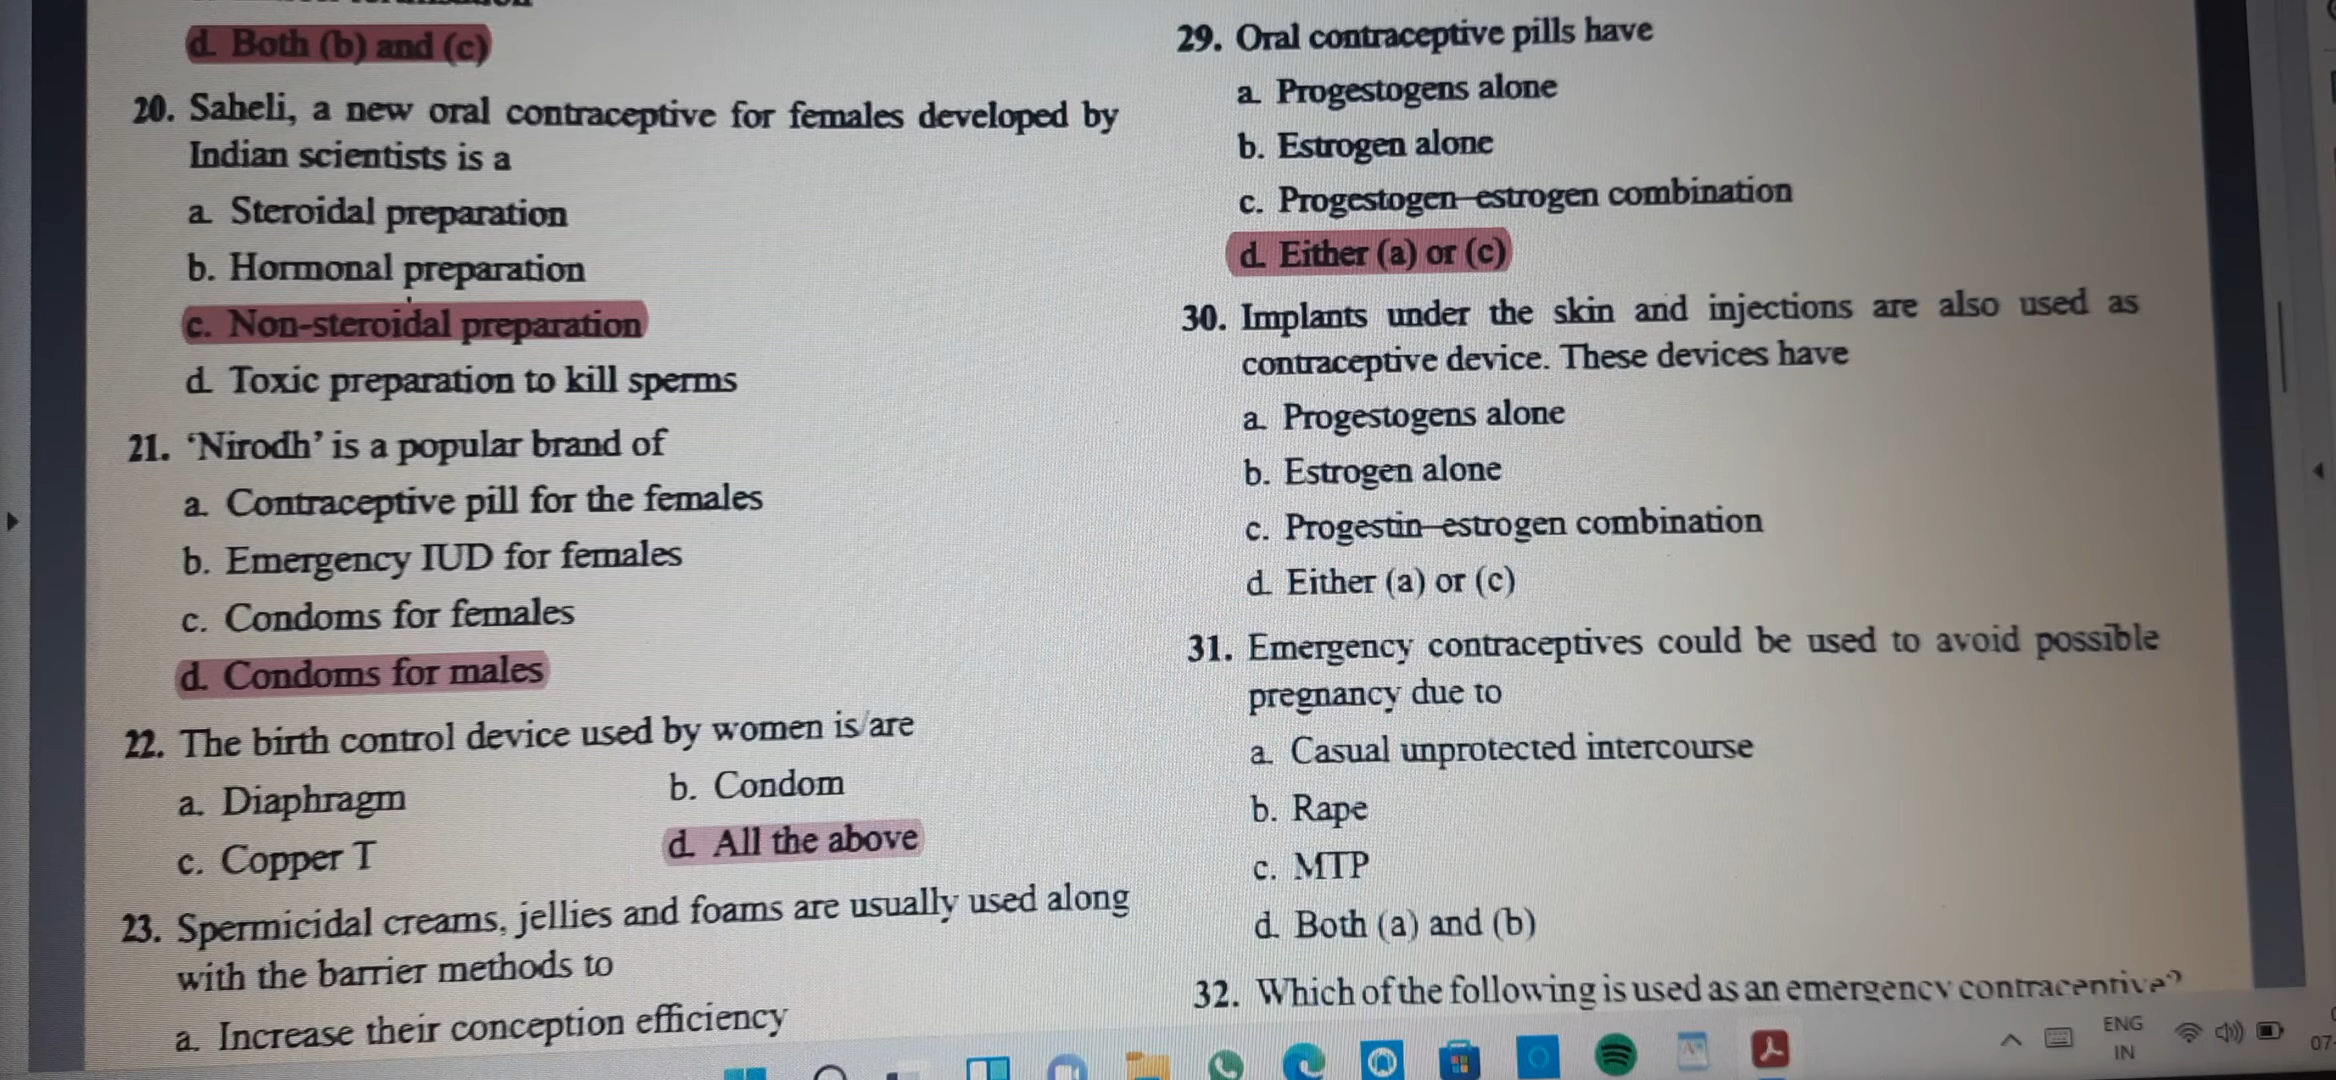 d. Both (b) and (c)
20. Saheli, a new oral contraceptive for females developed by
Indian scientists is a
a. Steroidal preparation
b. Hormonal preparation
c. Non-steroidal preparation
d. Toxic preparation to kill sperms
21. ‘Nirodh’ is a popular brand of
a. Contraceptive pill for the females
b. Emergency IUD for females
c. Condoms for females
d. Condoms for males
22. The birth control device used by women is/are
a. Diaphragm b. Condom
c. Copper T d. All the above
23. Spermicidal creams, jellies and foams are usually used along
with the barrier methods to
a. Increase their conception efficiency
29. Oral contraceptive pills have
a. Progestogens alone
b. Estrogen alone
c. Progestogen–estrogen combination
d. Either (a) or (c)
30. Implants under the skin and injections are also used as
contraceptive device. These devices have
a. Progestogens alone
b. Estrogen alone
c. Progestin–estrogen combination
d. Either (a) or (c)
31. Emergency contraceptives could be used to avoid possible
pregnancy due to
a. Casual unprotected intercourse
b. Rape
c. MTP
d. Both (a) and (b)
32. Which of the following is used as an emergency contraceptive?
ENG
IN
07-